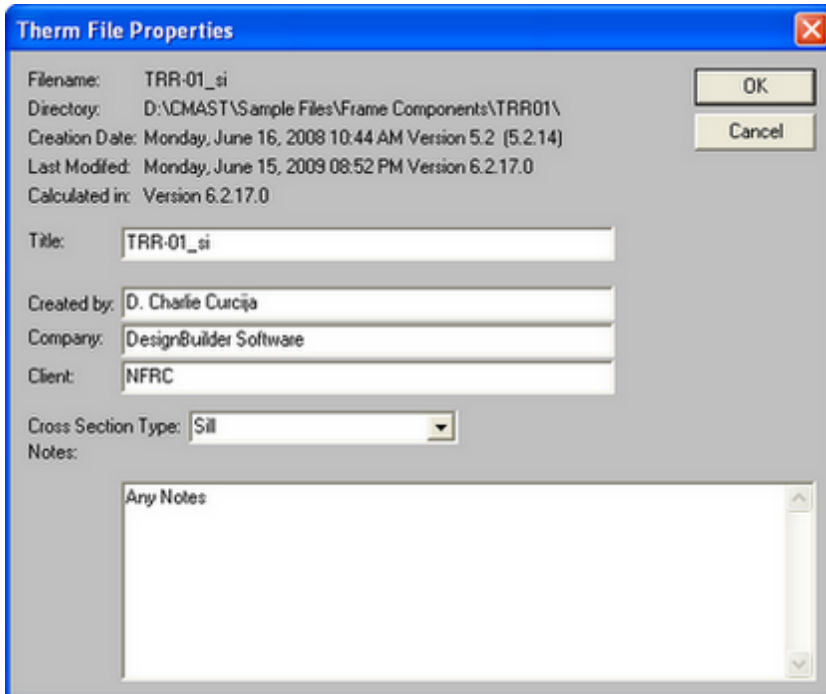 Therm File Properties
Filename: TRR-01_si
OK
Directory: D:\CMAST\Sample Files\Frame Components\TRR01\
Creation Date: Monday, June 16, 2008 10:44 AM Version 5.2 (5.2.14)
Cancel
Last Modifed: Monday, June 15, 2009 08:52 PM Version 6.2.17.0
Calculated in: Version 6.2.17.0
Title: TRR-01_si
Created by: D. Charlie Curcija
Company: DesignBuilder Software
Client: NFRC
Cross Section Type: Sill
Notes:
Any Notes